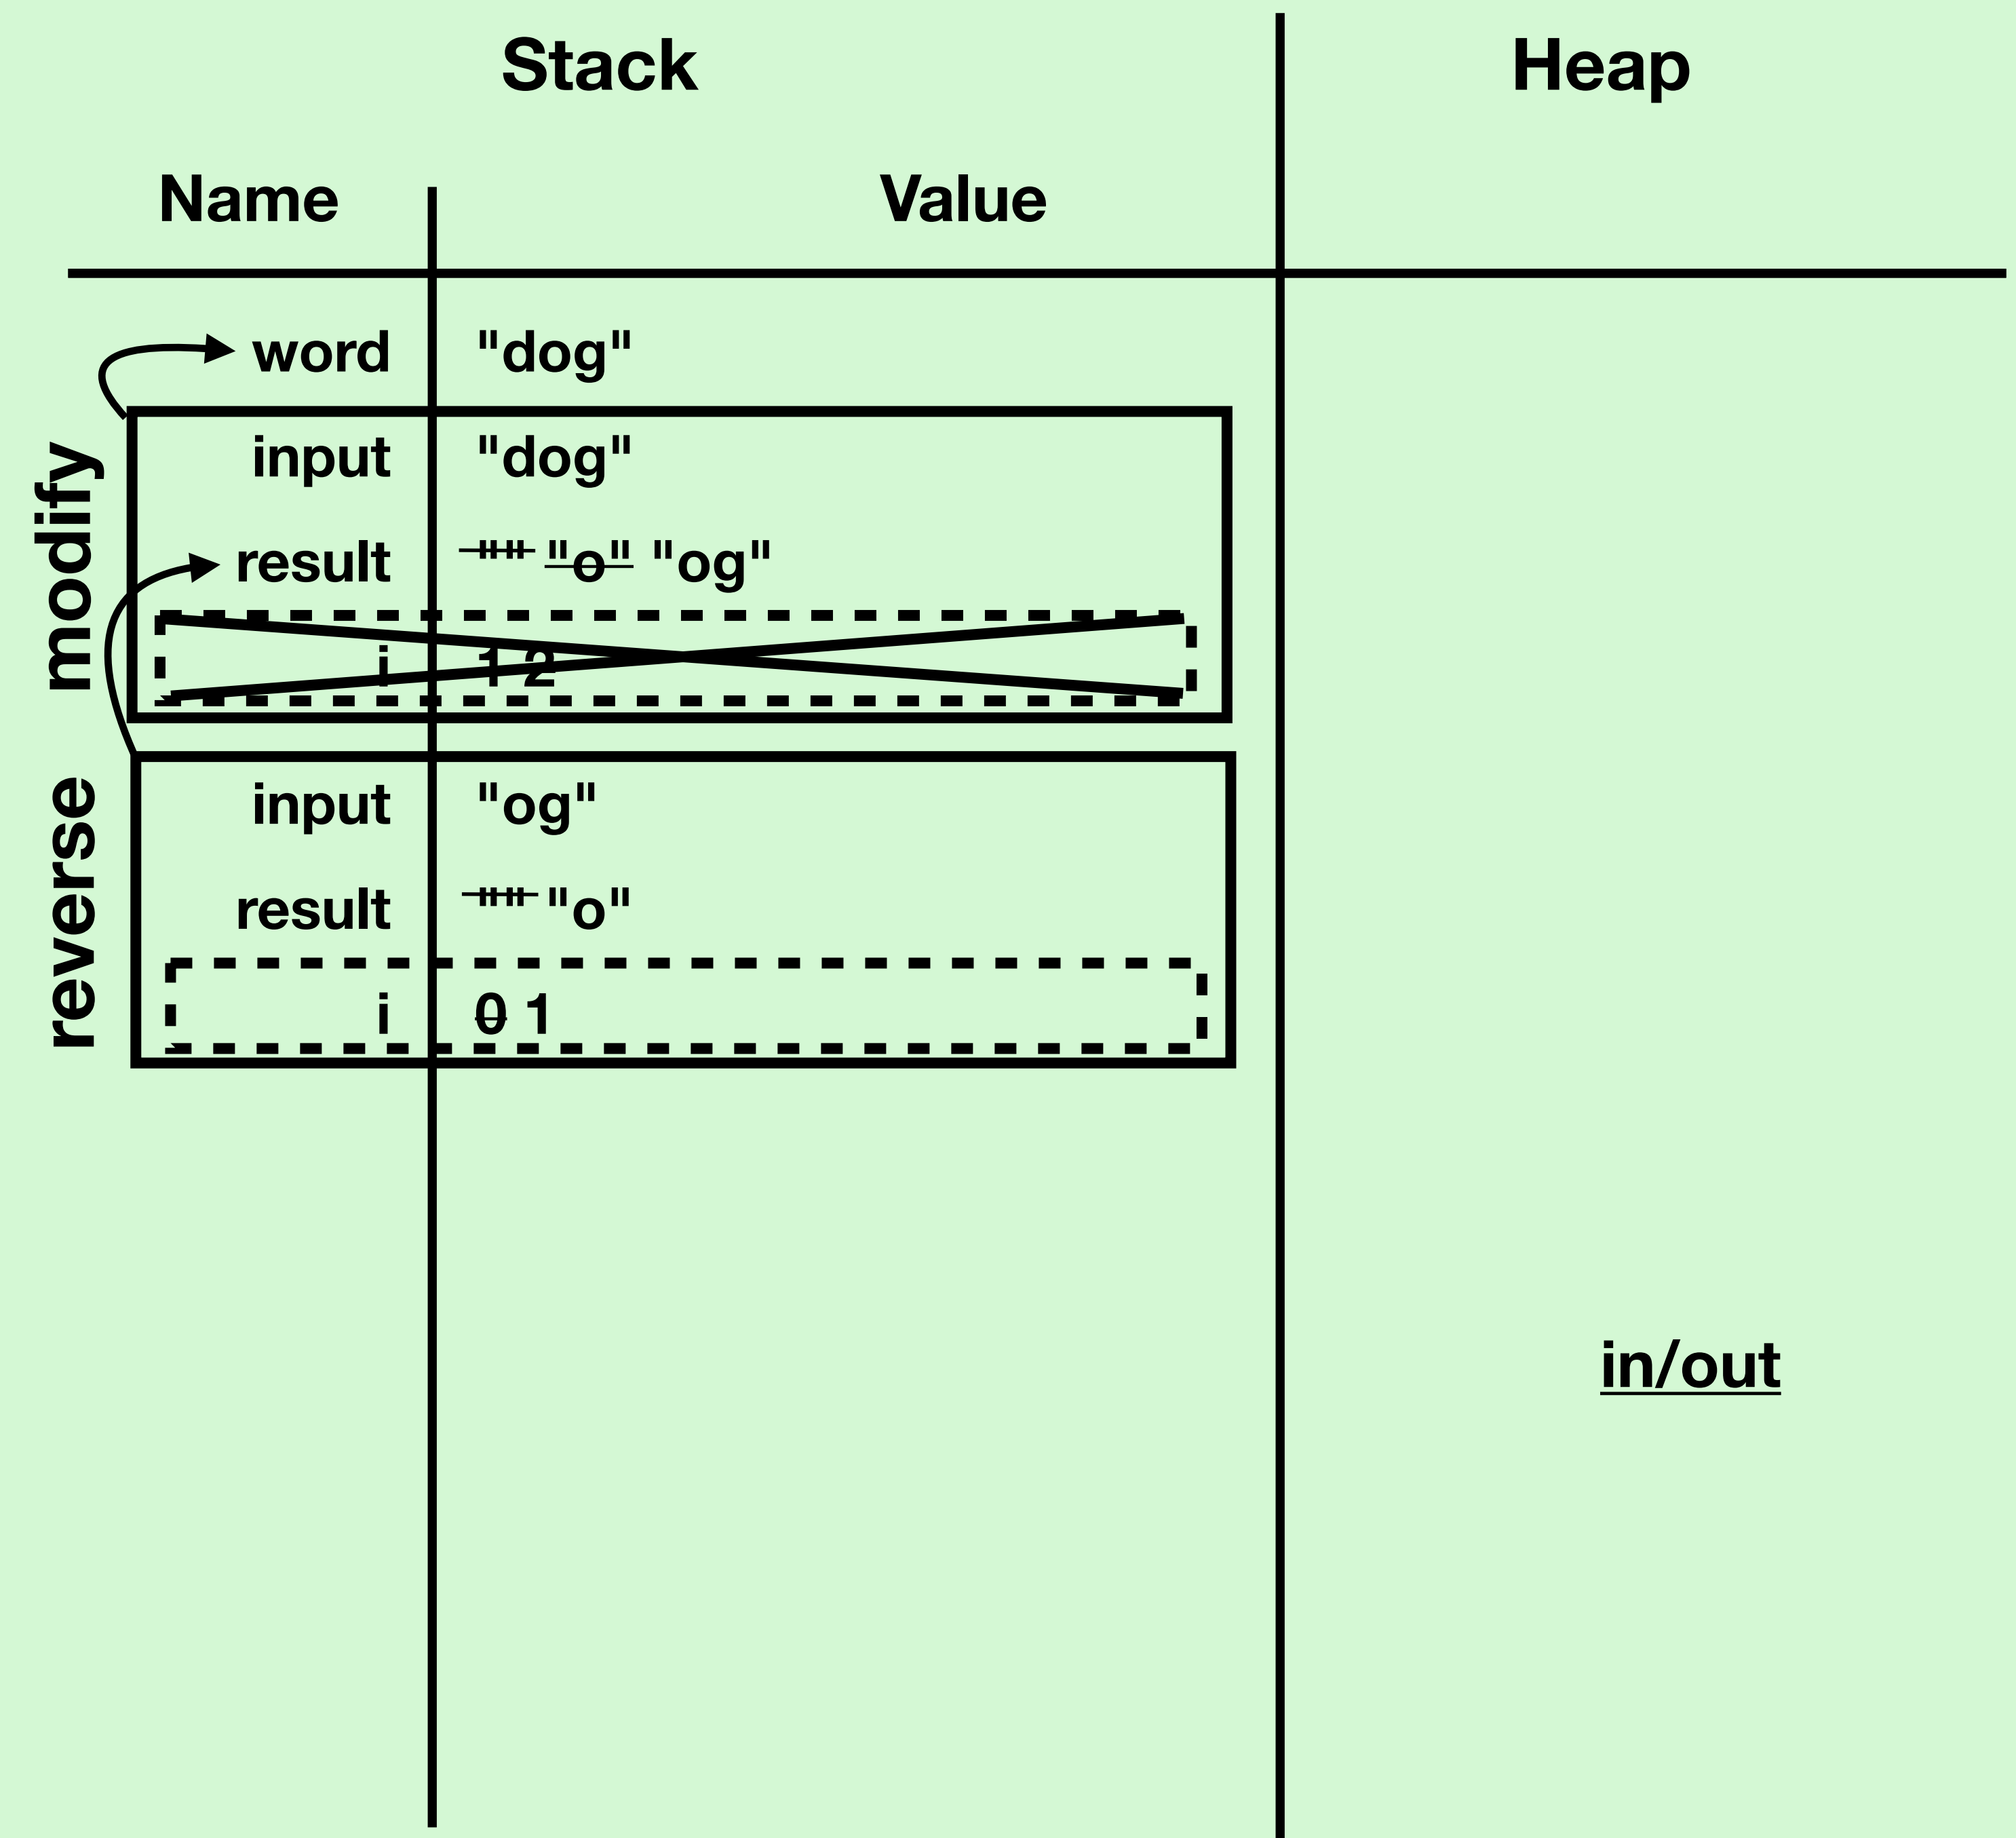 Stack Heap
Name Value
word "dog"
modify
input "dog"
result "" "o" "og"
i 1 2
reverse
input "og"
result "" "o"
i 0 1
in/out